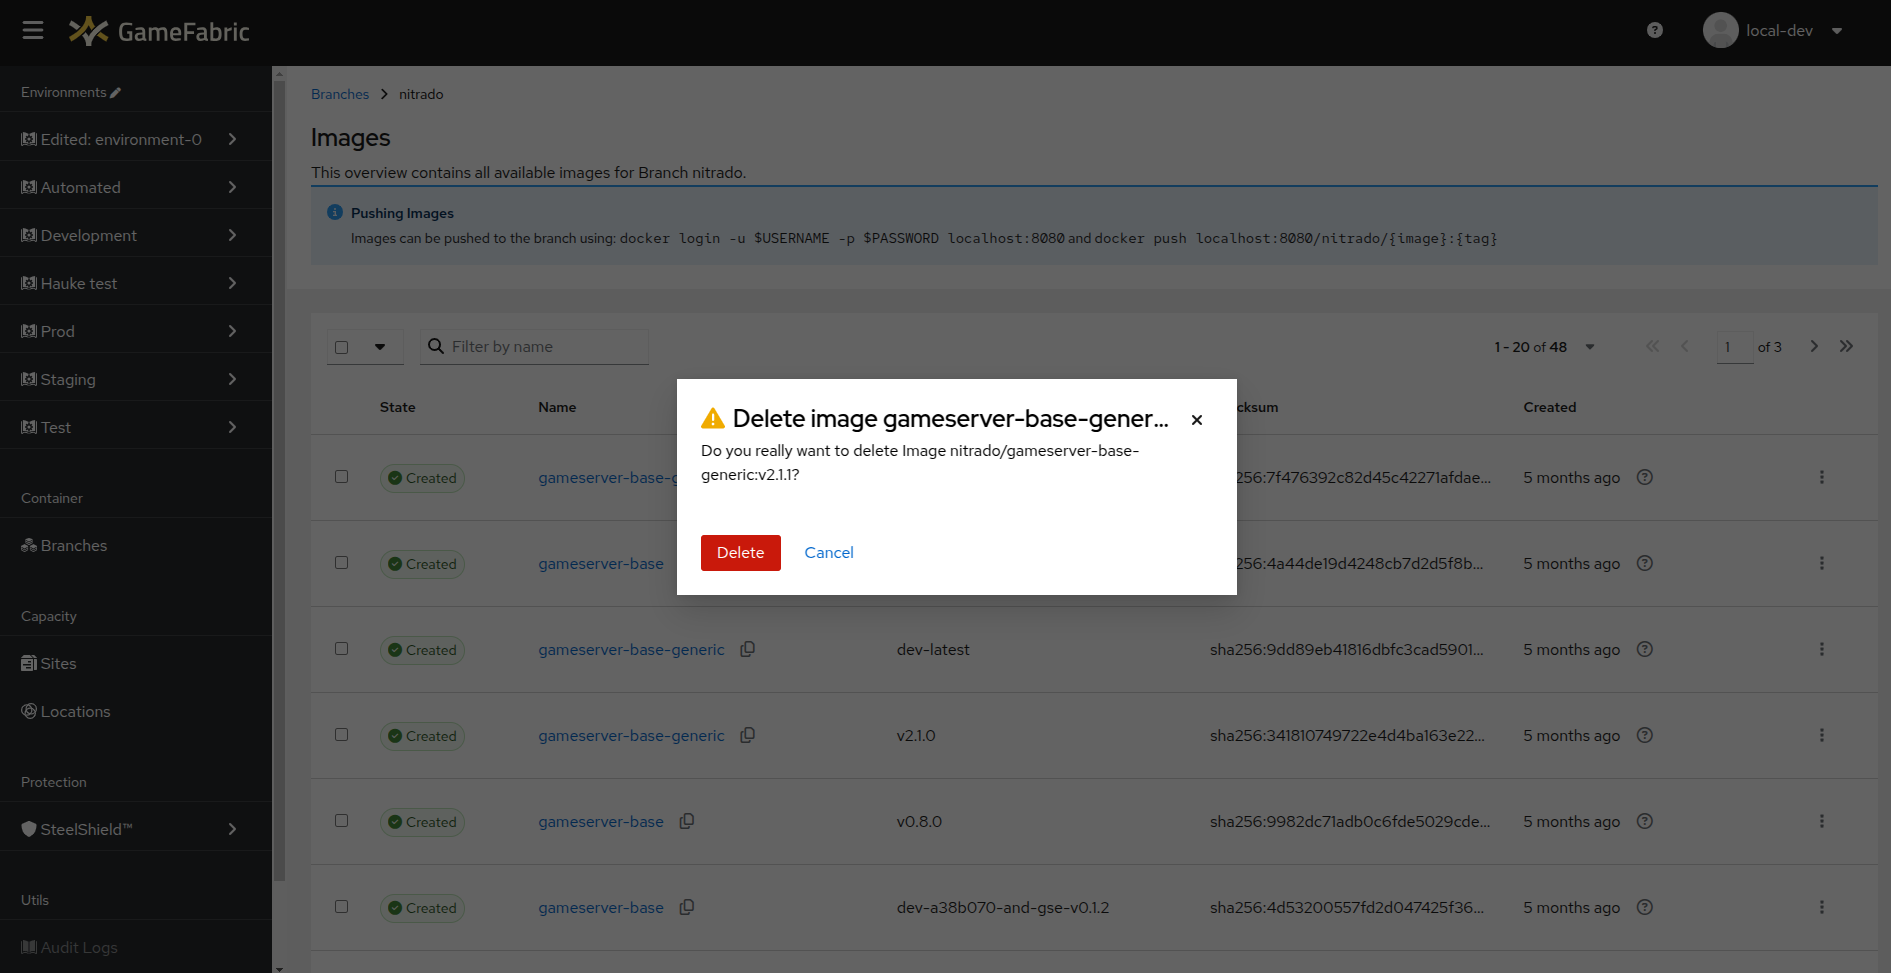 GameFabric
local-dev
Environments
Edited: environment-0
Automated
Development
Hauke test
Prod
Staging
Test
Container
Branches
Capacity
Sites
Locations
Protection
SteelShield™
Utils
Audit Logs
Branches > nitrado
Images
This overview contains all available images for Branch nitrado.
Pushing Images
Images can be pushed to the branch using: docker login -u $USERNAME -p $PASSWORD localhost:8080 and docker push localhost:8080/nitrado/{image}:{tag}
Filter by name
1 - 20 of 48
1 of 3
State Name cksum Created
Created gameserver-base-g 256:7f476392c82d45c42271afdae... 5 months ago
Created gameserver-base 256:4a44de19d4248cb7d2d5f8b... 5 months ago
Created gameserver-base-generic dev-latest sha256:9dd89eb41816dbfc3cad5901... 5 months ago
Created gameserver-base-generic v2.1.0 sha256:341810749722e4d4ba163e22... 5 months ago
Created gameserver-base v0.8.0 sha256:9982dc71adb0c6fde5029cde... 5 months ago
Created gameserver-base dev-a38b070-and-gse-v0.1.2 sha256:4d53200557fd2d047425f36... 5 months ago
Delete image gameserver-base-gener...
Do you really want to delete Image nitrado/gameserver-base-
generic:v2.1.1?
Delete Cancel